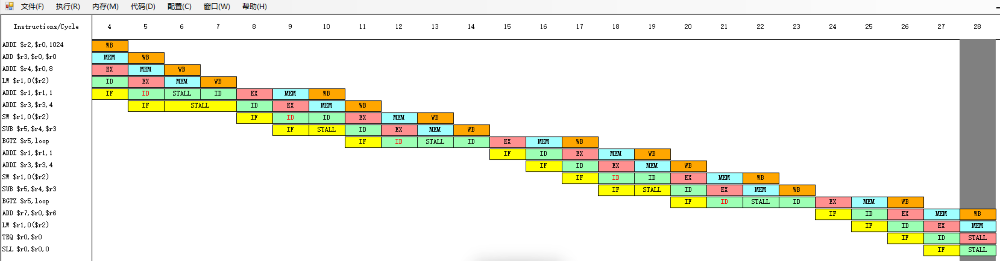 文件(F) 执行(R) 内存(M) 代码(D) 配置(C) 窗口(W) 帮助(H)
Instructions/Cycle 4 5 6 7 8 9 10 11 12 13 14 15 16 17 18 19 20 21 22 23 24 25 26 27 28
ADDI $r2,$r0,1024 WB
ADD $r3,$r0,$r0 MEM WB
ADDI $r4,$r0,8 EX MEM WB
LW $r1,0($r2) ID EX MEM WB
ADDI $r1,$r1,1 IF ID STALL ID EX MEM WB
ADDI $r3,$r3,4 IF STALL ID EX MEM WB
SW $r1,0($r2) IF ID ID EX MEM WB
SUB $r5,$r4,$r3 IF STALL ID EX MEM WB
BGTZ $r5,loop IF ID STALL ID EX MEM WB
ADDI $r1,$r1,1 IF ID EX MEM WB
ADDI $r3,$r3,4 IF ID EX MEM WB
SW $r1,0($r2) IF ID ID EX MEM WB
SUB $r5,$r4,$r3 IF STALL ID EX MEM WB
BGTZ $r5,loop IF ID STALL ID EX MEM WB
ADD $r7,$r0,$r6 IF ID EX MEM WB
LW $r1,0($r2) IF ID EX MEM
TEQ $r0,$r0 IF ID STALL
SLL $r0,$r0,0 IF STALL